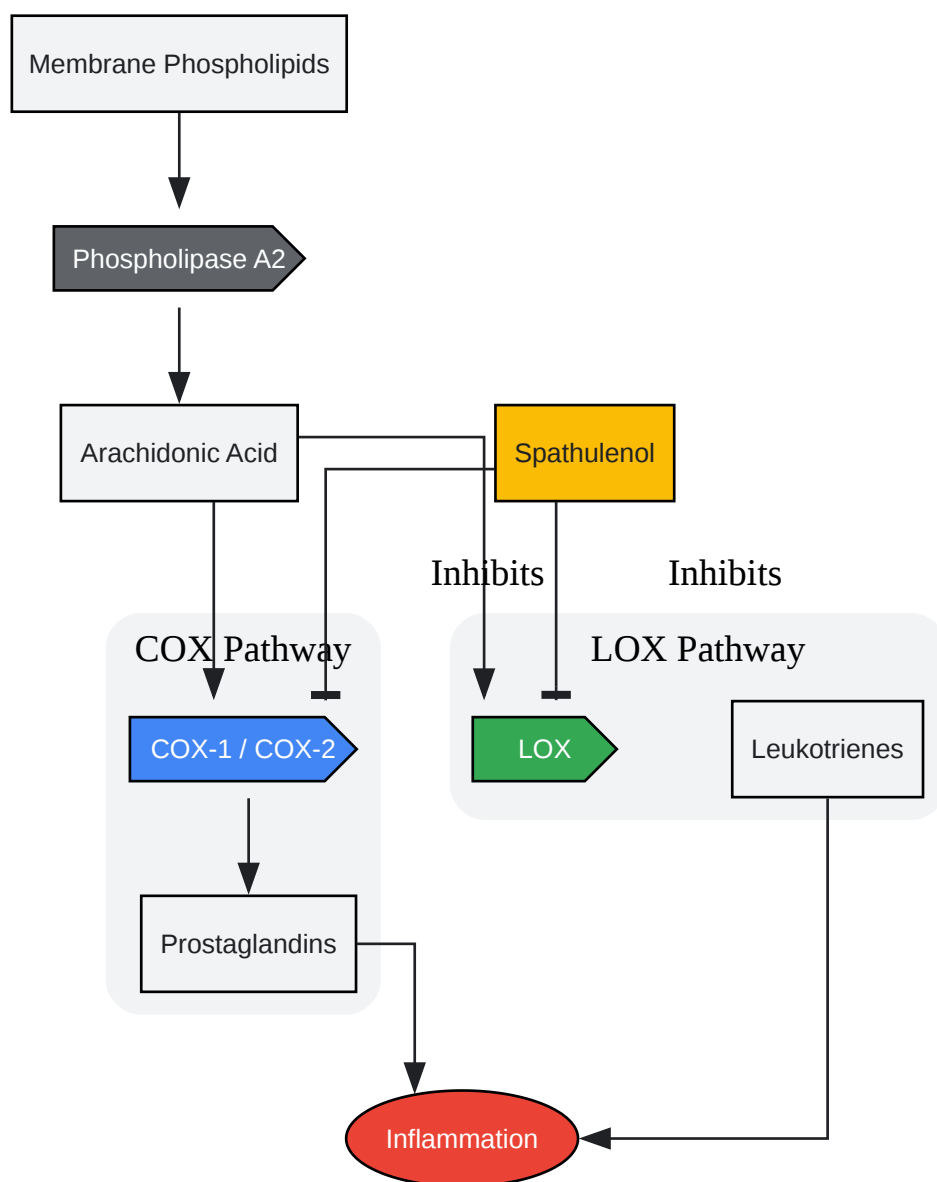 Membrane Phospholipids
Phospholipase A2
Arachidonic Acid
Spathulenol
Inhibits
Inhibits
COX Pathway
LOX Pathway
COX-1 / COX-2
LOX
Leukotrienes
Prostaglandins
Inflammation